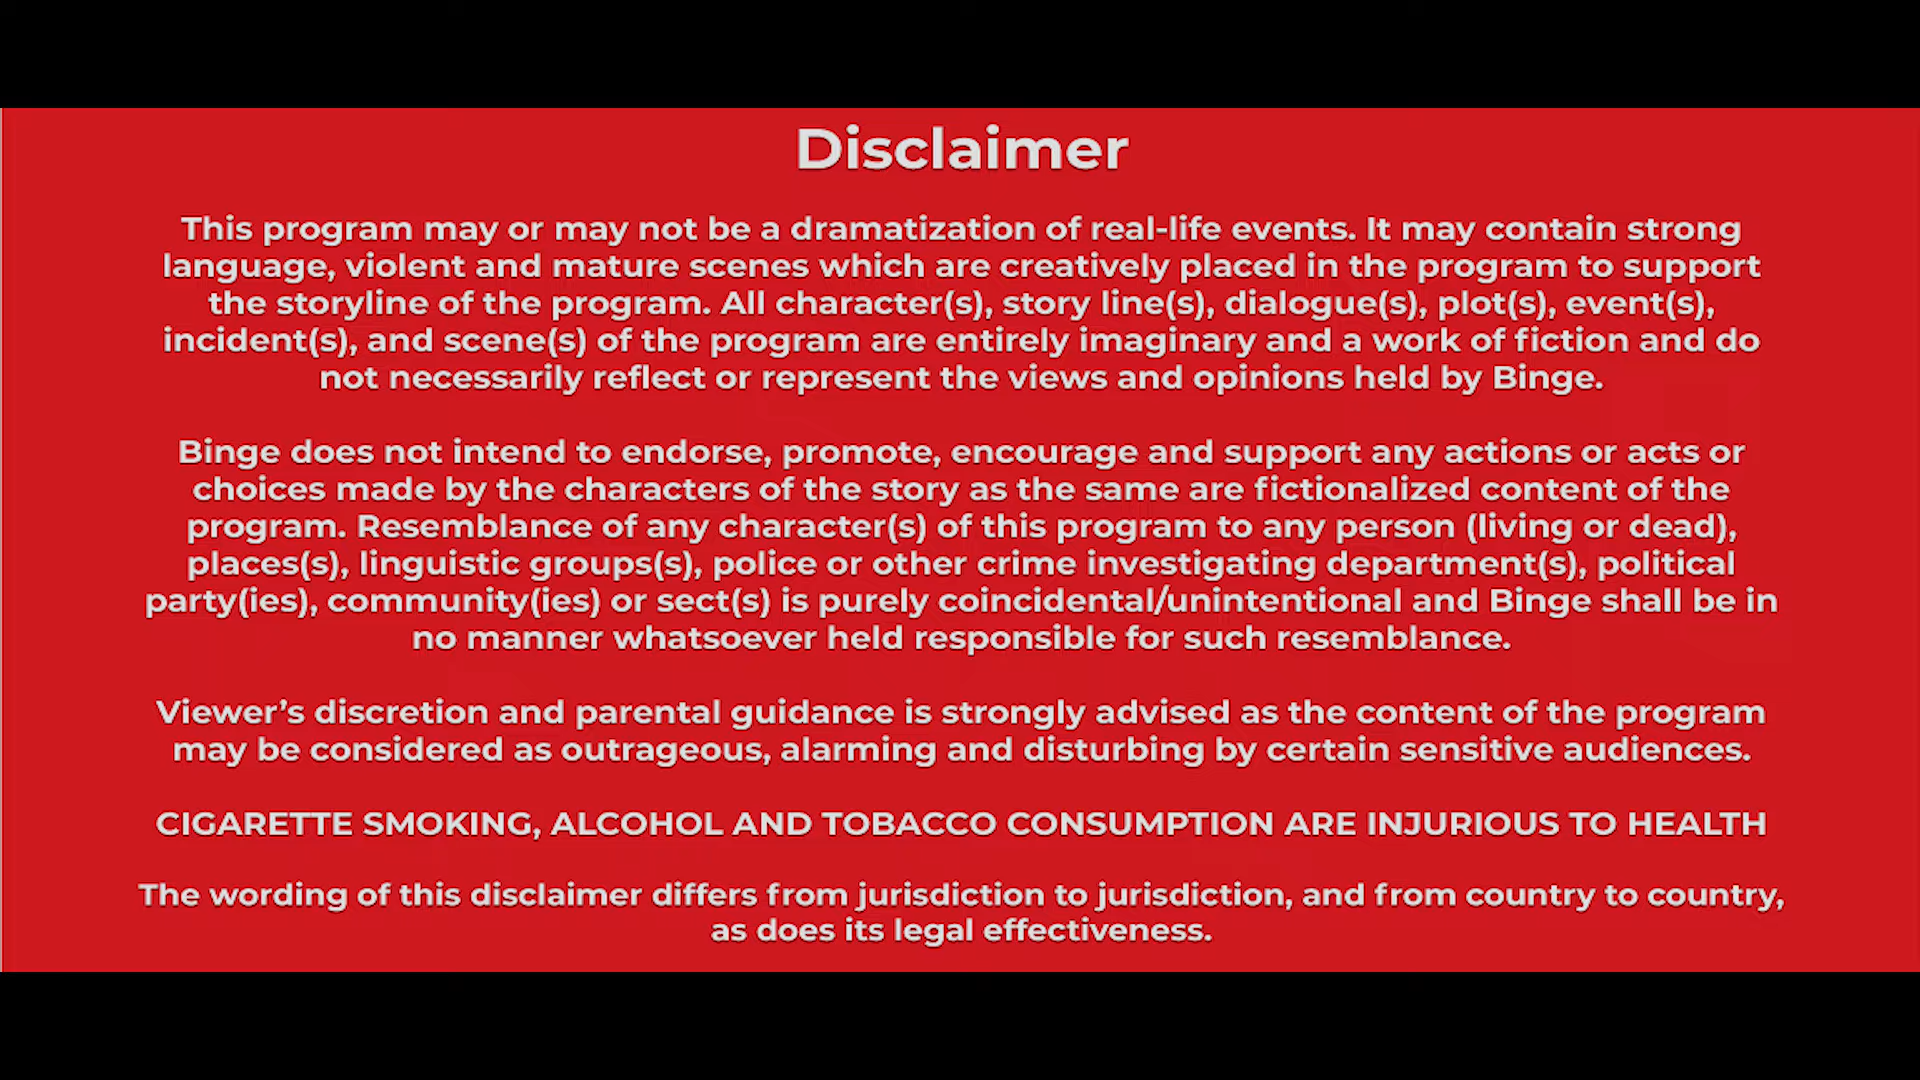 Disclaimer
This program may or may not be a dramatization of real-life events. It may contain strong
language, violent and mature scenes which are creatively placed in the program to support
the storyline of the program. All character(s), story line(s), dialogue(s), plot(s), event(s),
incident(s), and scene(s) of the program are entirely imaginary and a work of fiction and do
not necessarily reflect or represent the views and opinions held by Binge.
Binge does not intend to endorse, promote, encourage and support any actions or acts or
choices made by the characters of the story as the same are fictionalized content of the
program. Resemblance of any character(s) of this program to any person (living or dead),
places(s), linguistic groups(s), police or other crime investigating department(s), political
party(ies), community(ies) or sect(s) is purely coincidental/unintentional and Binge shall be in
no manner whatsoever held responsible for such resemblance.
Viewer’s discretion and parental guidance is strongly advised as the content of the program
may be considered as outrageous, alarming and disturbing by certain sensitive audiences.
CIGARETTE SMOKING, ALCOHOL AND TOBACCO CONSUMPTION ARE INJURIOUS TO HEALTH
The wording of this disclaimer differs from jurisdiction to jurisdiction, and from country to country,
as does its legal effectiveness.